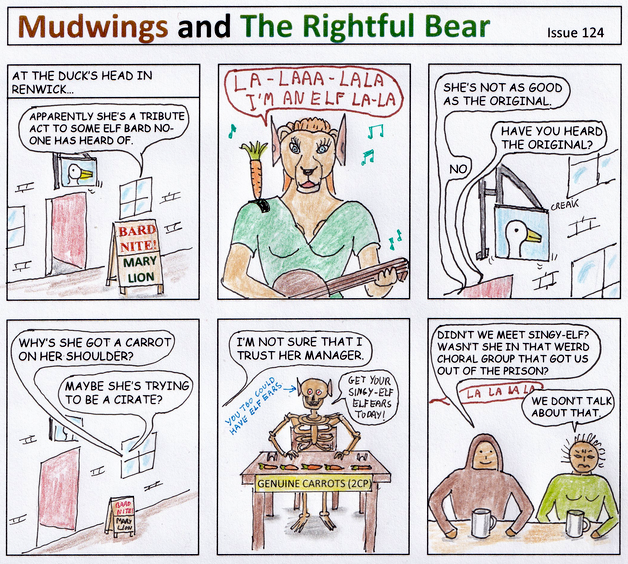 Mudwings and The Rightful Bear
Issue 124
AT THE DUCK'S HEAD IN
RENWICK...
APPARENTLY SHE'S A TRIBUTE
ACT TO SOME ELF BARD NO-
ONE HAS HEARD OF.
BARD
NITE!
MARY
LION
LA-LAAA-LALA
I'M AN ELF LA-LA
SHE'S NOT AS GOOD
AS THE ORIGINAL.
HAVE YOU HEARD
THE ORIGINAL?
NO
CREAK
WHY'S SHE GOT A CARROT
ON HER SHOULDER?
MAYBE SHE'S TRYING
TO BE A CIRATE?
BARD
NITE!
MARY
LION
I'M NOT SURE THAT I
TRUST HER MANAGER.
YOU TOO COULD
HAVE ELF EARS
GET YOUR
SINGY-ELF
ELFEARS
TODAY!
GENUINE CARROTS (2CP)
DIDN'T WE MEET SINGY-ELF?
WASN'T SHE IN THAT WEIRD
CHORAL GROUP THAT GOT US
OUT OF THE PRISON?
LA LA LA LA
WE DON'T TALK
ABOUT THAT.